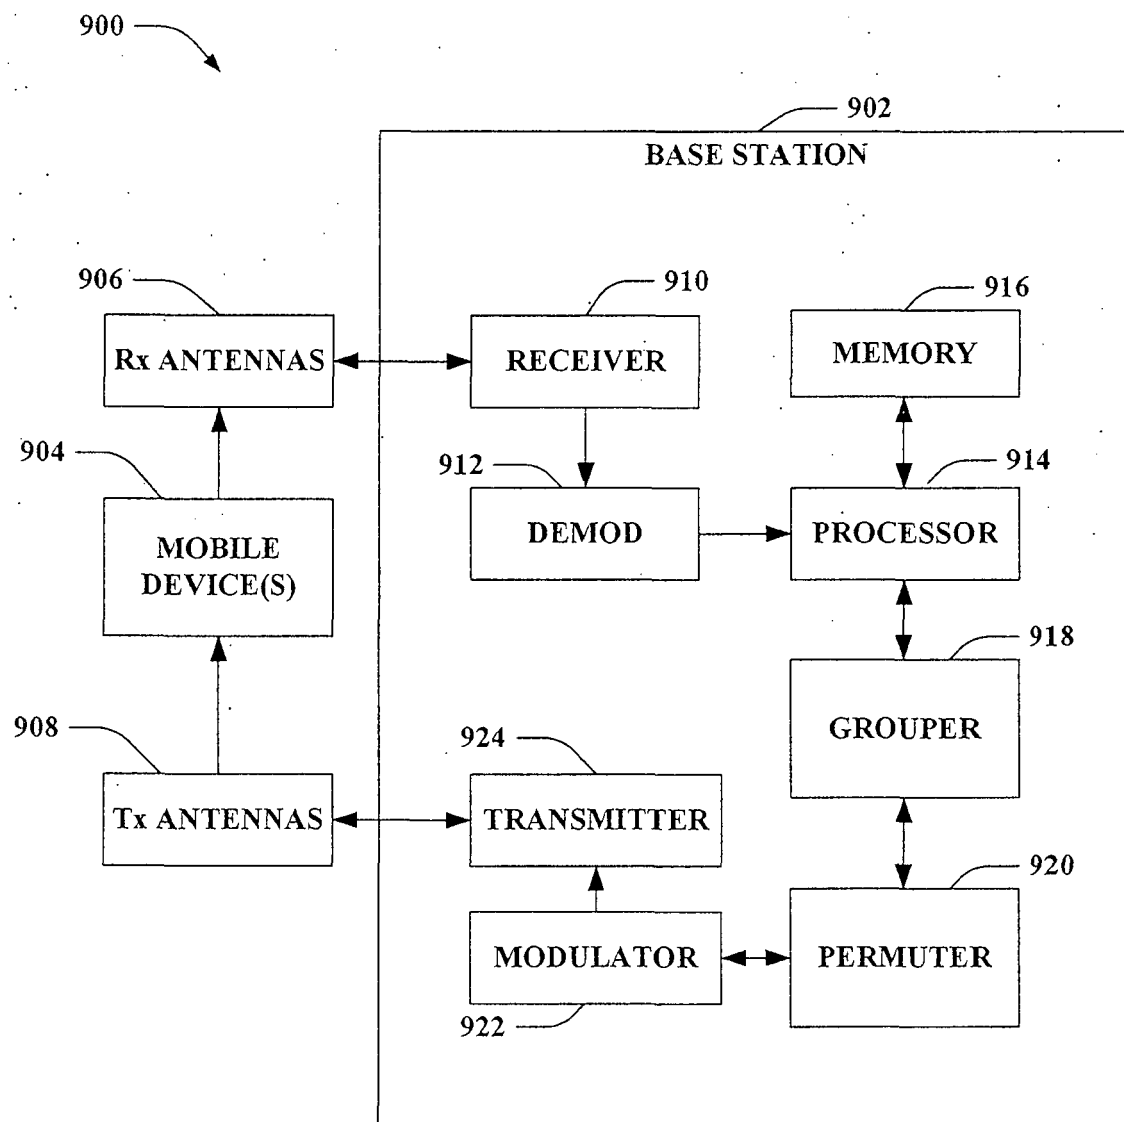 900
902
BASE STATION
906
910
916
Rx ANTENNAS
RECEIVER
MEMORY
904
912
914
MOBILE
DEVICE(S)
DEMOD
PROCESSOR
918
908
924
GROUPER
Tx ANTENNAS
TRANSMITTER
920
MODULATOR
PERMUTER
922